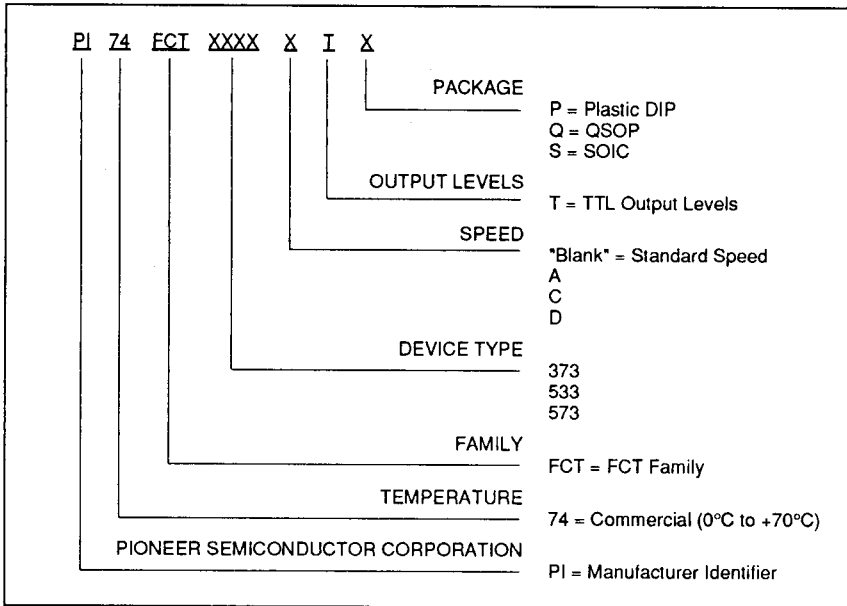 PI 74 FCT XXXX X T X
PACKAGE
P = Plastic DIP
Q = QSOP
S = SOIC
OUTPUT LEVELS
T = TTL Output Levels
SPEED
"Blank" = Standard Speed
A
C
D
DEVICE TYPE
373
533
573
FAMILY
FCT = FCT Family
TEMPERATURE
74 = Commercial (0°C to +70°C)
PIONEER SEMICONDUCTOR CORPORATION
PI = Manufacturer Identifier